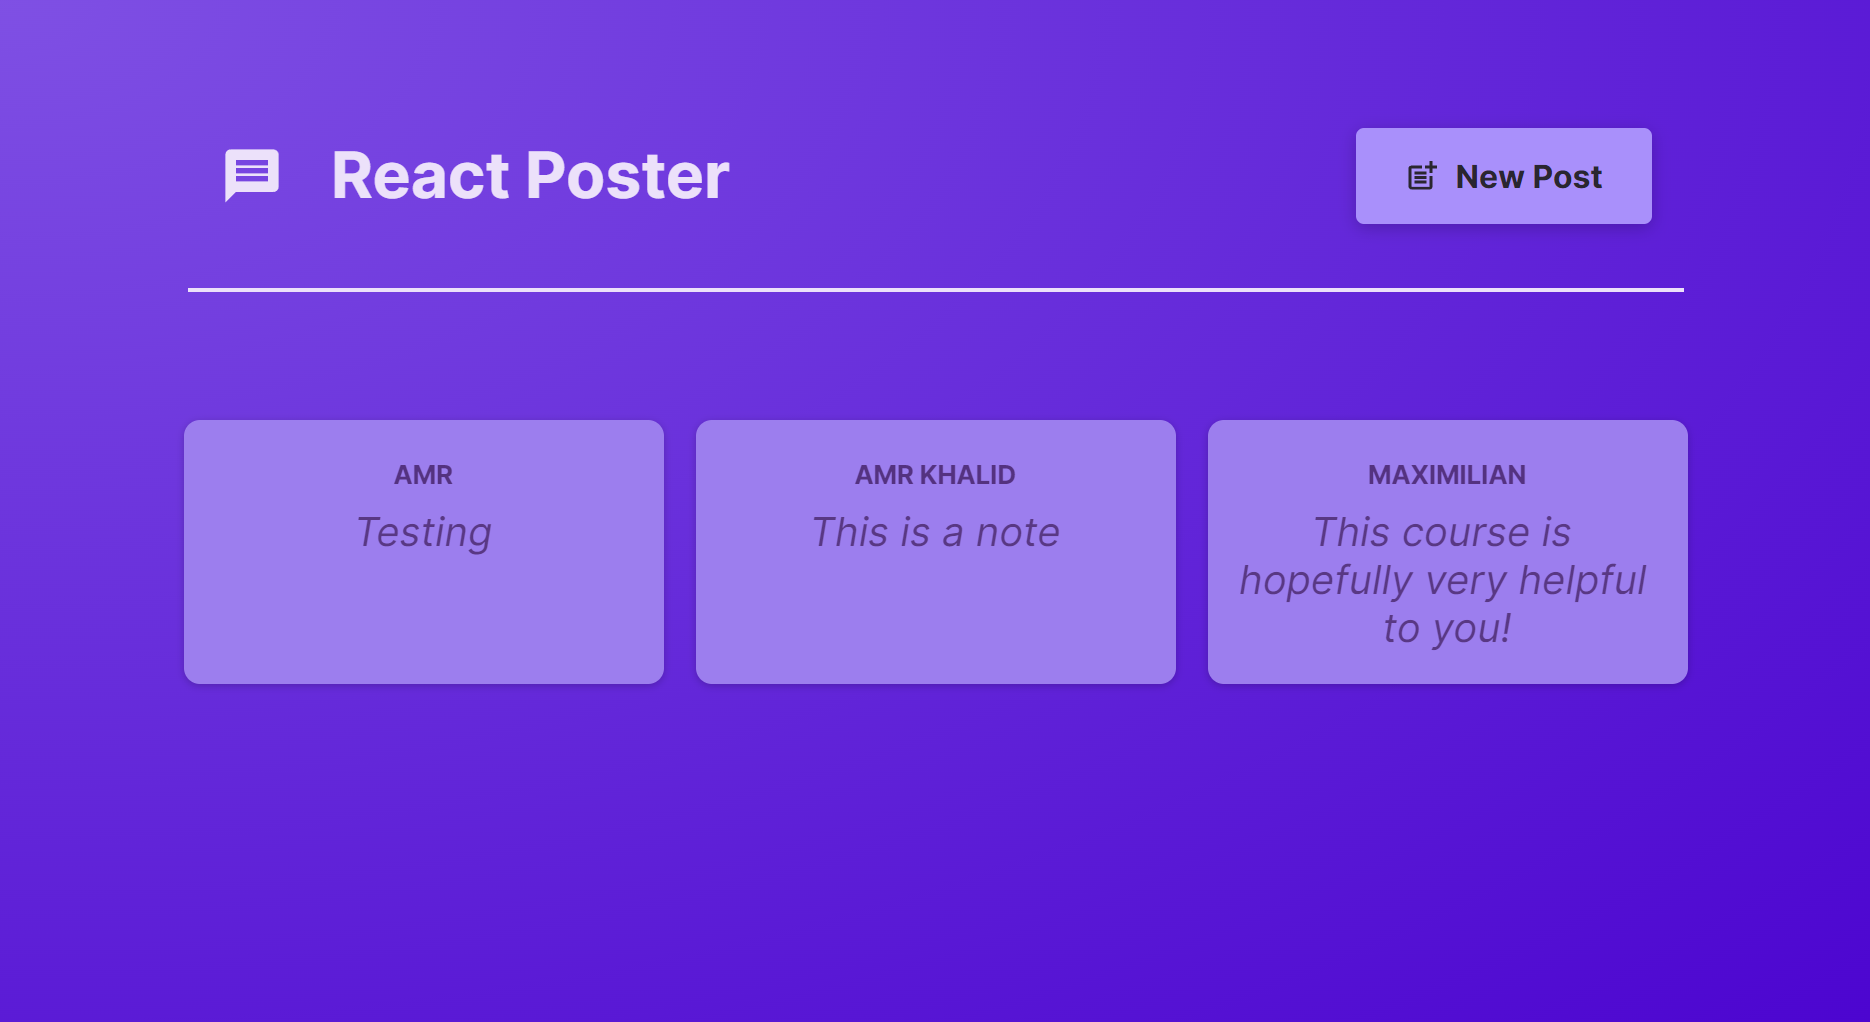 React Poster
New Post
AMR
Testing
AMR KHALID
This is a note
MAXIMILIAN
This course is
hopefully very helpful
to you!